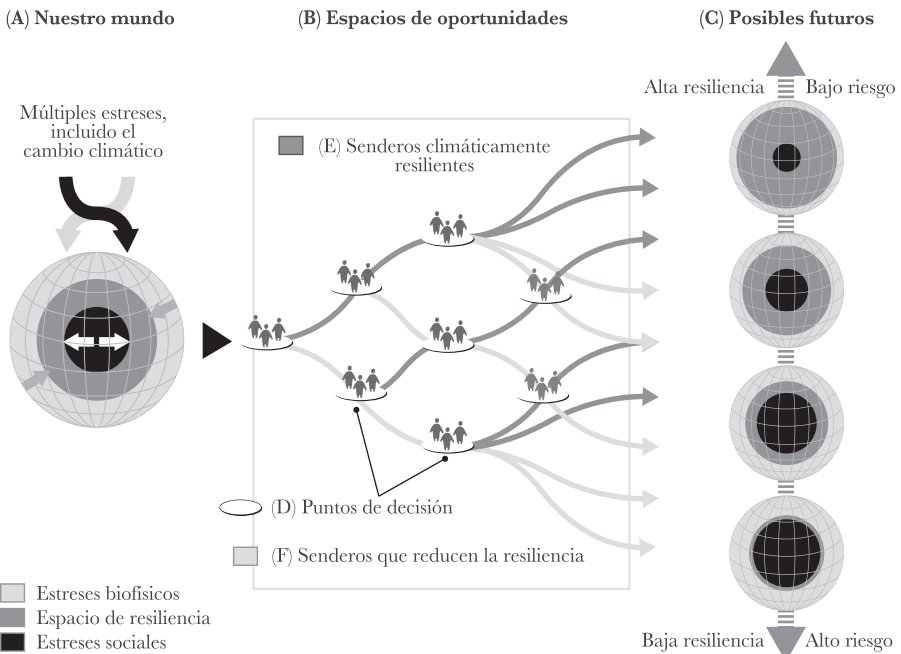 (A) Nuestro mundo
(B) Espacios de oportunidades
(C) Posibles futuros
Múltiples estreses,
incluido el
cambio climático
Alta resiliencia
Bajo riesgo
(E) Senderos climáticamente
resilientes
(D) Puntos de decisión
(F) Senderos que reducen la resiliencia
Estreses biofísicos
Espacio de resiliencia
Estreses sociales
Baja resiliencia
Alto riesgo